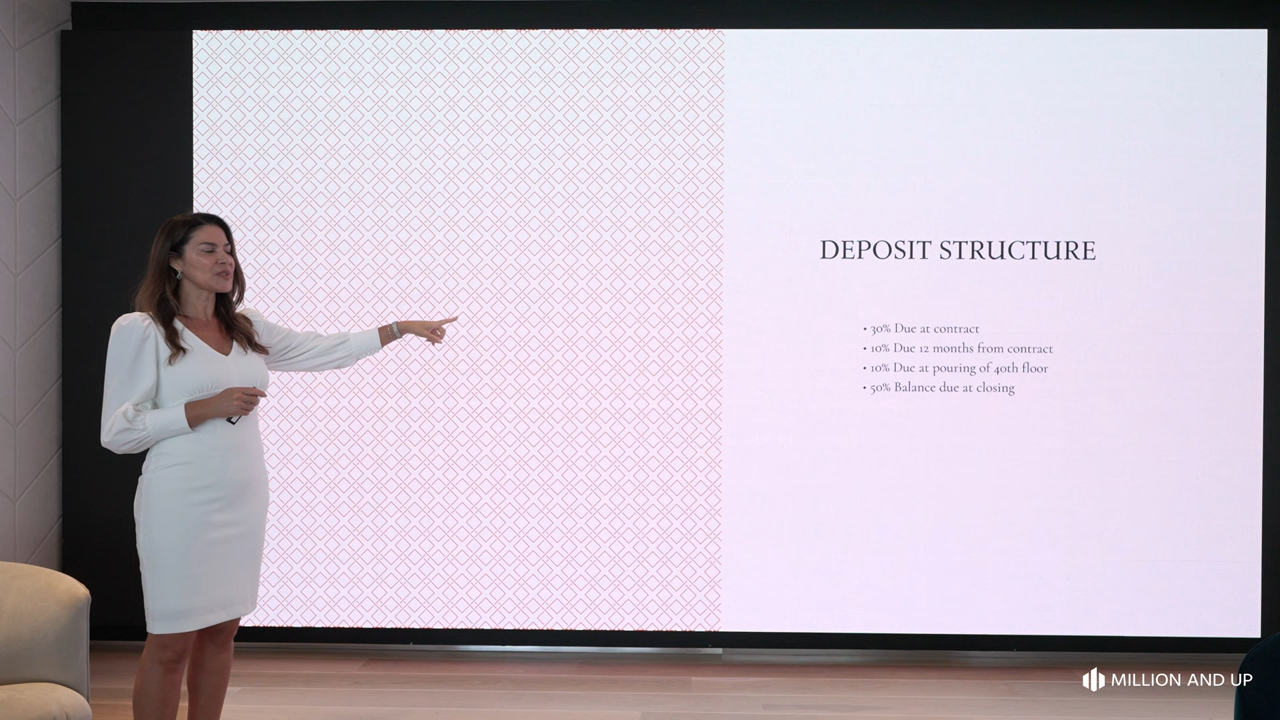 DEPOSIT STRUCTURE
• 30% Due at contract
• 10% Due 12 months from contract
• 10% Due at pouring of 40th floor
• 50% Balance due at closing
MILLION AND UP